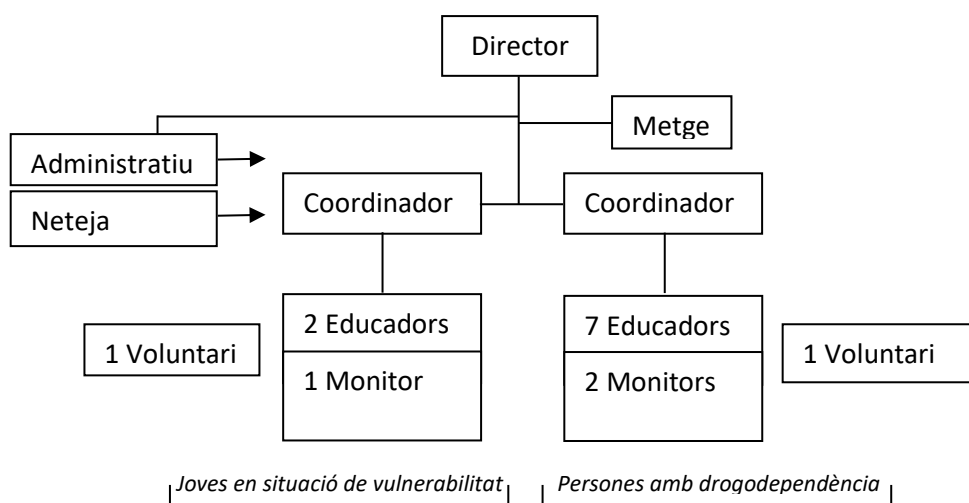 Director
Metge
Administratiu
Neteja
Coordinador
Coordinador
2 Educadors
1 Monitor
7 Educadors
2 Monitors
1 Voluntari
1 Voluntari
Joves en situació de vulnerabilitat
Persones amb drogodependència